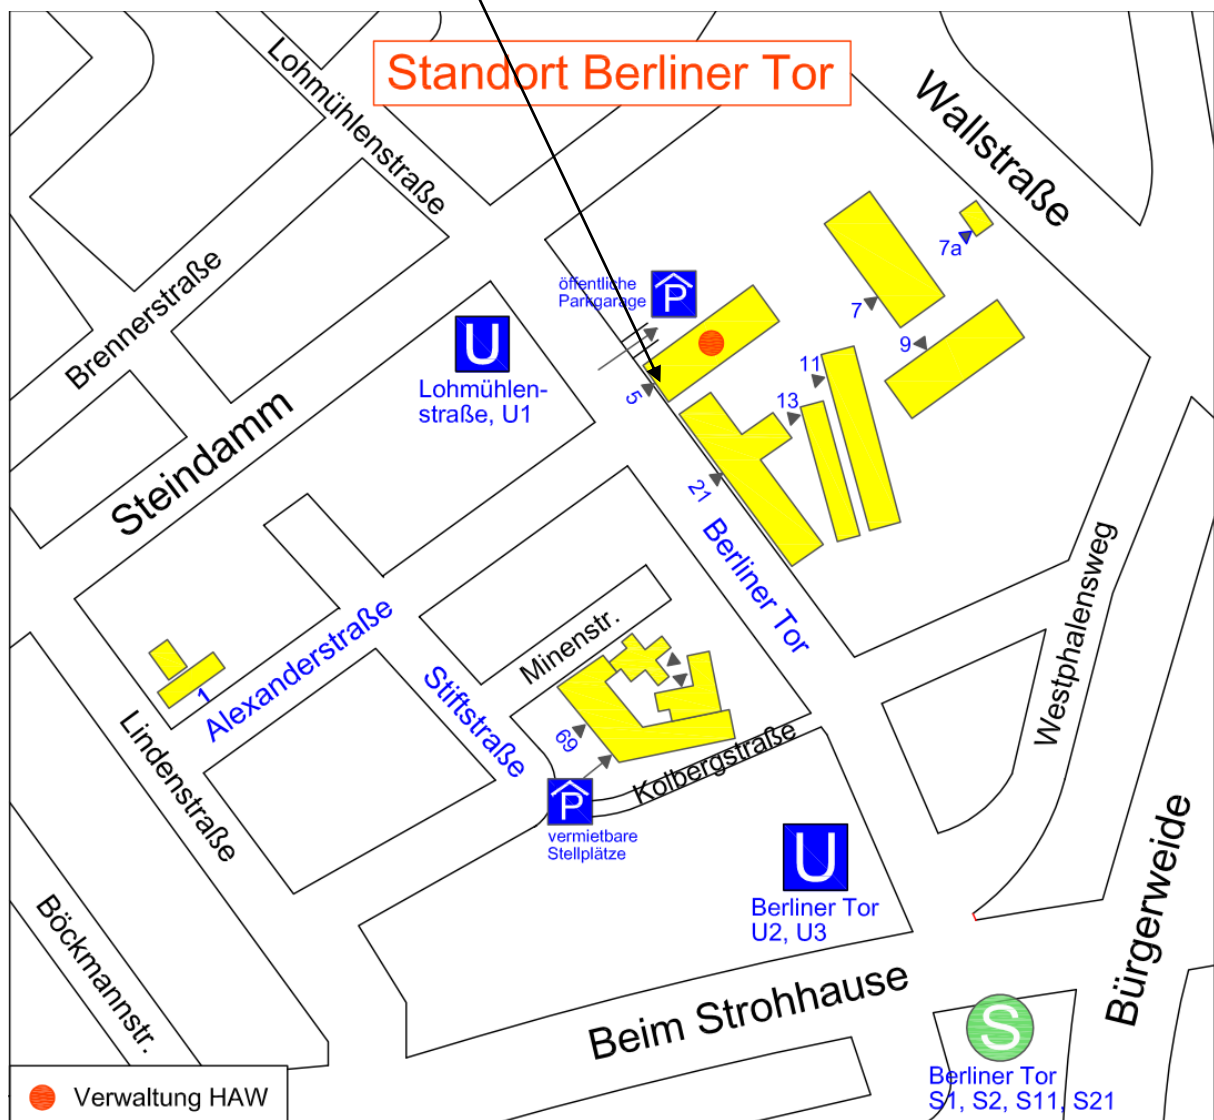 Standort Berliner Tor
Lohmühlenstraße
Wallstraße
7a
öffentliche
Parkgarage
P
7
Brennerstraße
U
Lohmühlen-
straße, U1
9
11
5
13
Steindamm
21
Berliner Tor
Westphalensweg
Minenstr.
Alexanderstraße
1
Stiftstraße
69
Lindenstraße
Kolbergstraße
P
vermietbare
Stellplätze
U
Berliner Tor
U2, U3
Bürgerweide
Böckmannstr.
Beim Strohhause
S
Berliner Tor
S1, S2, S11, S21
Verwaltung HAW